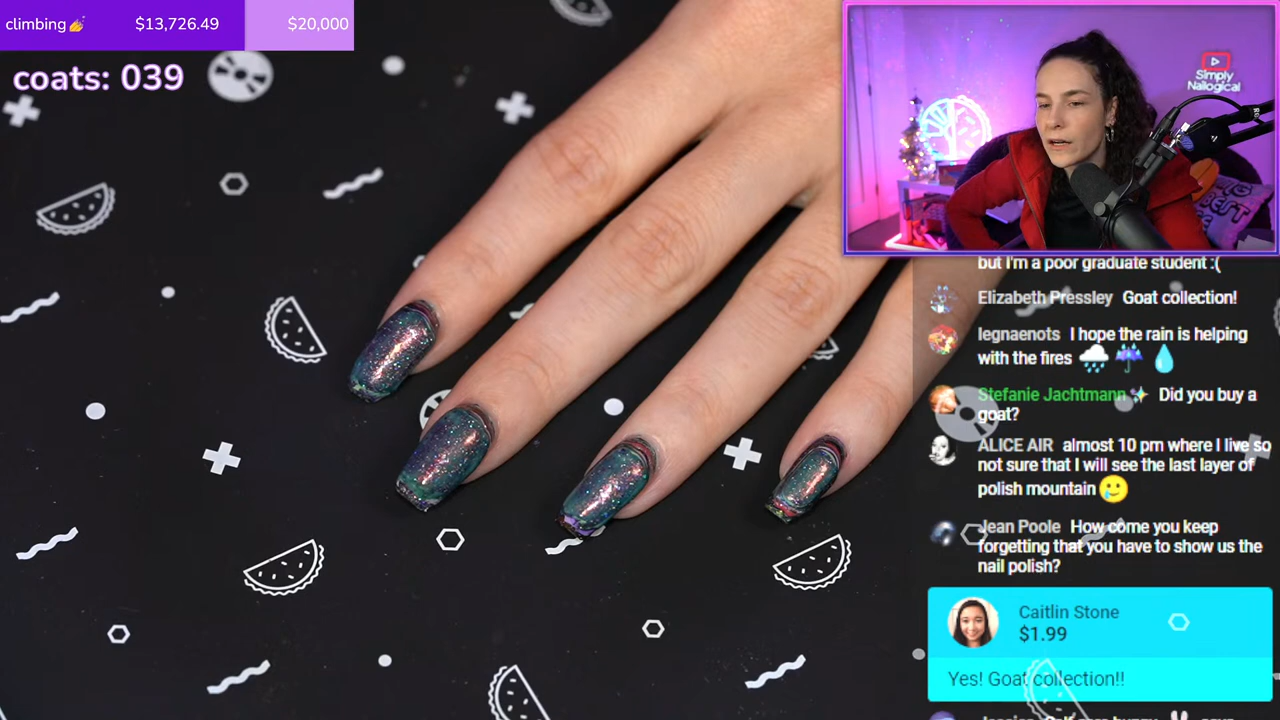 climbing💅 $13,726.49 $20,000
coats: 039
Simply
Nailogical
but I'm a poor graduate student :(
Elizabeth Pressley Goat collection!
legnaenots I hope the rain is helping
with the fires 🌧️ ☔ 💧
Stefanie Jachtmann✨ Did you buy a
goat?
ALICE AIR almost 10 pm where I live so
not sure that I will see the last layer of
polish mountain 🥲
Jean Poole How come you keep
forgetting that you have to show us the
nail polish?
Caitlin Stone
$1.99
Yes! Goat collection!!